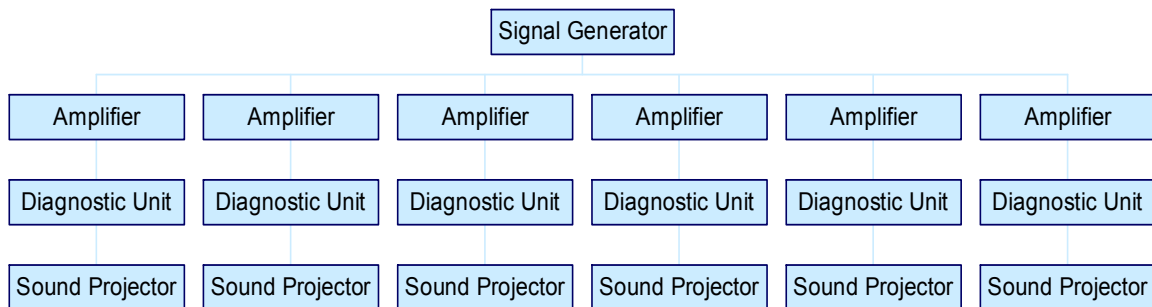 Signal Generator
Amplifier Amplifier Amplifier Amplifier Amplifier Amplifier
Diagnostic Unit Diagnostic Unit Diagnostic Unit Diagnostic Unit Diagnostic Unit Diagnostic Unit
Sound Projector Sound Projector Sound Projector Sound Projector Sound Projector Sound Projector